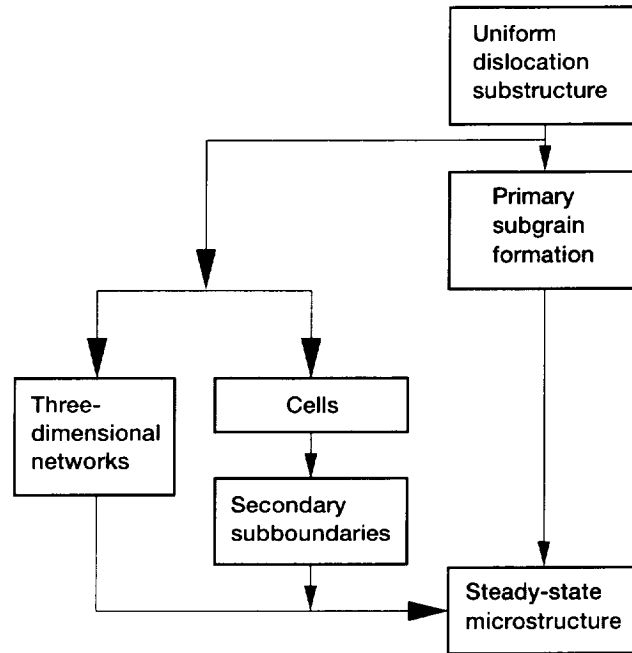 Uniform
dislocation
substructure
Primary
subgrain
formation
Three-
dimensional
networks
Cells
Secondary
subboundaries
Steady-state
microstructure